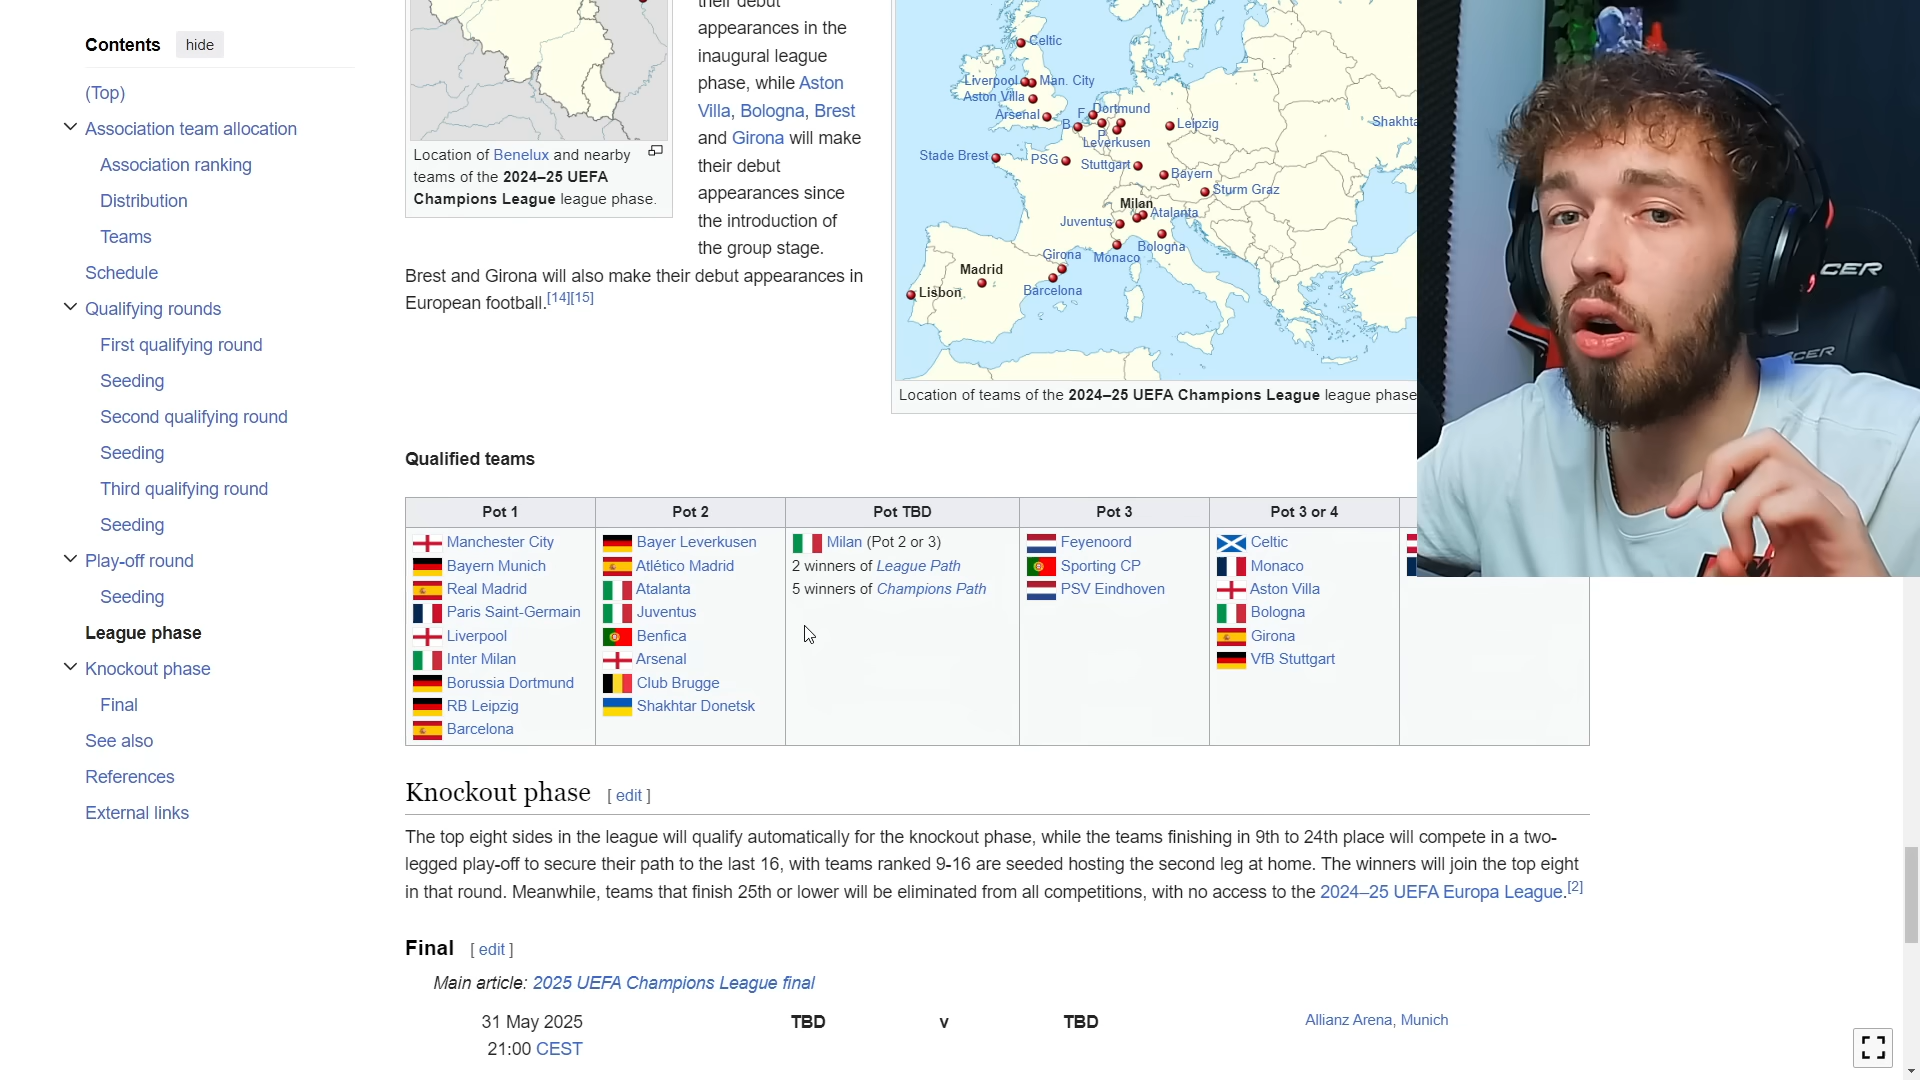 Contents hide
(Top)
Association team allocation
Association ranking
Distribution
Teams
Schedule
Qualifying rounds
First qualifying round
Seeding
Second qualifying round
Seeding
Third qualifying round
Seeding
Play-off round
Seeding
League phase
Knockout phase
Final
See also
References
External links
Location of Benelux and nearby
teams of the 2024–25 UEFA
Champions League league phase.
their debut
appearances in the
inaugural league
phase, while Aston
Villa, Bologna, Brest
and Girona will make
their debut
appearances since
the introduction of
the group stage.
Brest and Girona will also make their debut appearances in
European football.[14][15]
Celtic
Liverpool
Man. City
Aston Villa
Arsenal
F
Dortmund
B
P
Leipzig
Leverkusen
Shakhta
Stade Brest
PSG
Stuttgart
Bayern
Sturm Graz
Milan
Atalanta
Juventus
Bologna
Monaco
Girona
Madrid
Barcelona
Lisbon
Location of teams of the 2024–25 UEFA Champions League league phase
Qualified teams
Pot 1
Manchester City
Bayern Munich
Real Madrid
Paris Saint-Germain
Liverpool
Inter Milan
Borussia Dortmund
RB Leipzig
Barcelona
Pot 2
Bayer Leverkusen
Atlético Madrid
Atalanta
Juventus
Benfica
Arsenal
Club Brugge
Shakhtar Donetsk
Pot TBD
Milan (Pot 2 or 3)
2 winners of League Path
5 winners of Champions Path
Pot 3
Feyenoord
Sporting CP
PSV Eindhoven
Pot 3 or 4
Celtic
Monaco
Aston Villa
Bologna
Girona
VfB Stuttgart
Knockout phase [ edit ]
The top eight sides in the league will qualify automatically for the knockout phase, while the teams finishing in 9th to 24th place will compete in a two-
legged play-off to secure their path to the last 16, with teams ranked 9-16 are seeded hosting the second leg at home. The winners will join the top eight
in that round. Meanwhile, teams that finish 25th or lower will be eliminated from all competitions, with no access to the 2024–25 UEFA Europa League.[2]
Final [ edit ]
Main article: 2025 UEFA Champions League final
31 May 2025
21:00 CEST
TBD v TBD
Allianz Arena, Munich
CER
CER